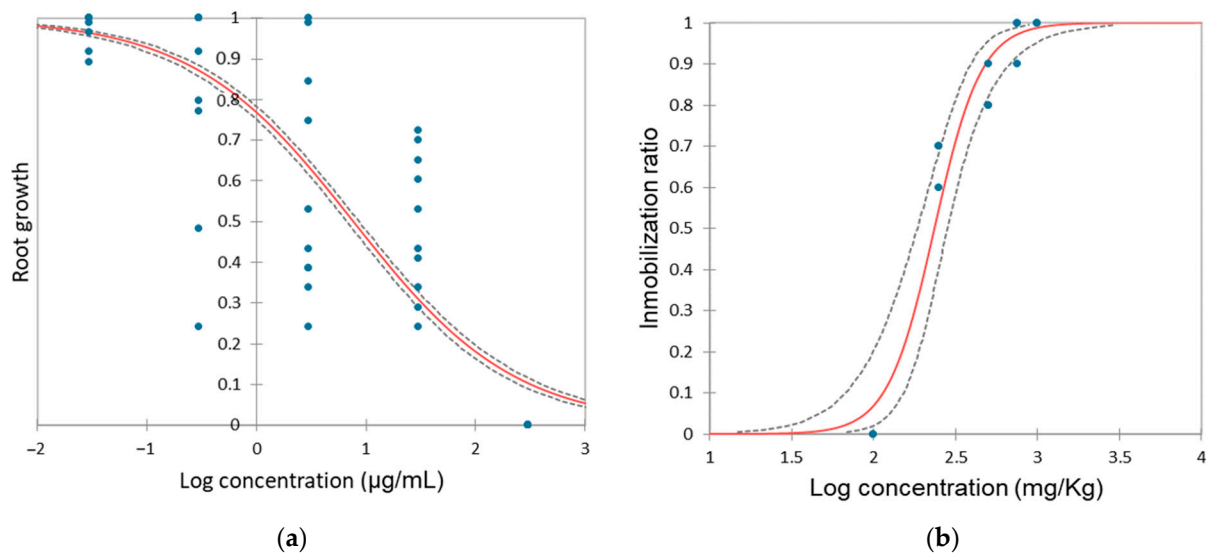 1
0.9
0.8
0.7
0.6
0.5
0.4
0.3
0.2
0.1
0
Root growth
−2 −1 0 1 2 3
Log concentration (µg/mL)
(a)
1
0.9
0.8
0.7
0.6
0.5
0.4
0.3
0.2
0.1
0
Inmobilization ratio
1 1.5 2 2.5 3 3.5 4
Log concentration (mg/Kg)
(b)